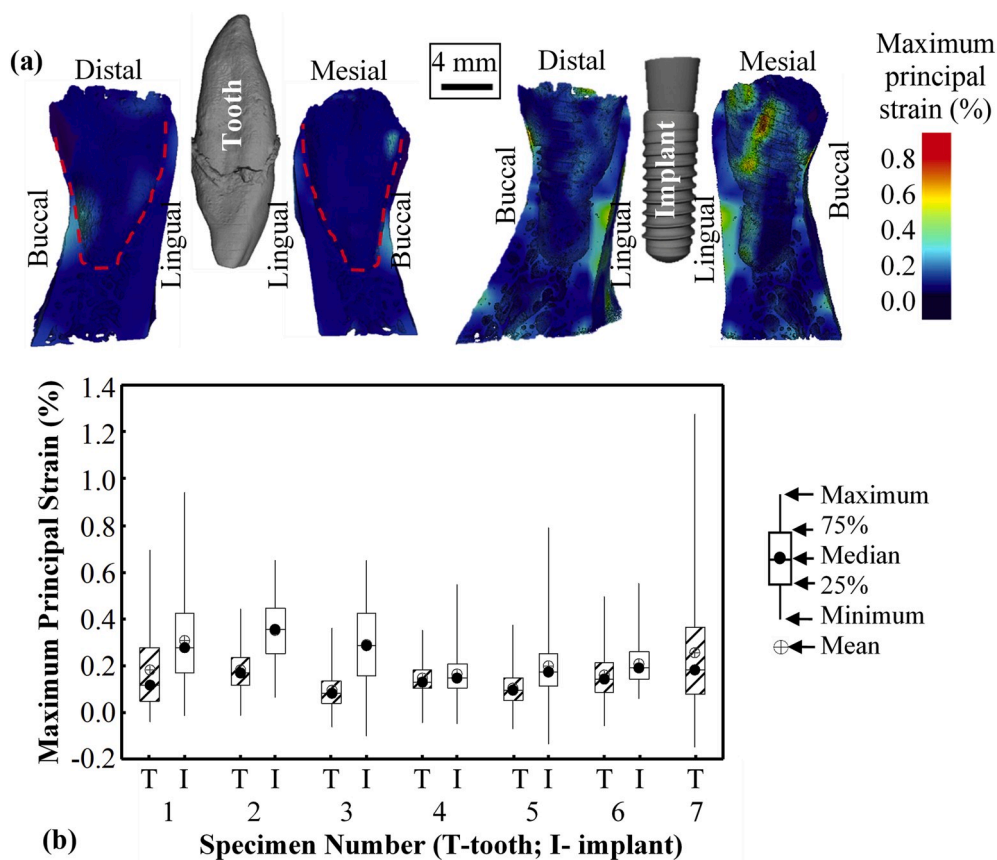 (a)
Distal
Tooth
Mesial
4 mm
Distal
Implant
Mesial
Maximum
principal
strain (%)
Buccal
Lingual
Lingual
Buccal
Buccal
Lingual
Lingual
Buccal
0.8
0.6
0.4
0.2
0.0
Maximum Principal Strain (%)
1.4
1.2
1.0
0.8
0.6
0.4
0.2
0.0
-0.2
T I T I T I T I T I T I T
1 2 3 4 5 6 7
(b)
Specimen Number (T-tooth; I- implant)
Maximum
75%
Median
25%
Minimum
Mean